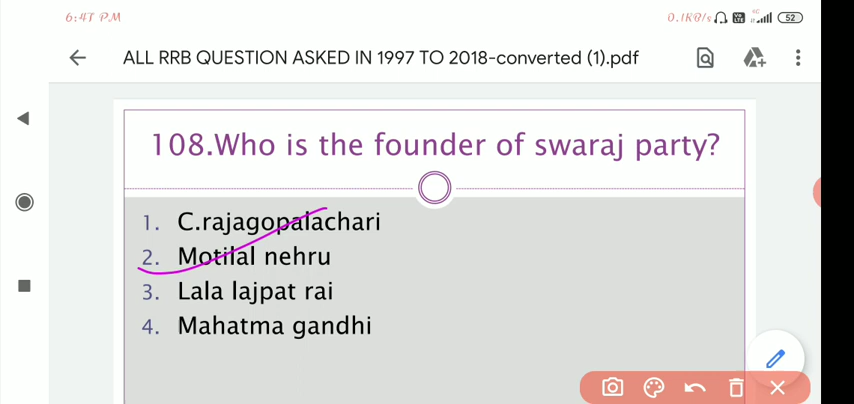 6:47 PM 0.1KB/s 52
ALL RRB QUESTION ASKED IN 1997 TO 2018-converted (1).pdf
108.Who is the founder of swaraj party?
1. C.rajagopalachari
2. Motilal nehru
3. Lala lajpat rai
4. Mahatma gandhi